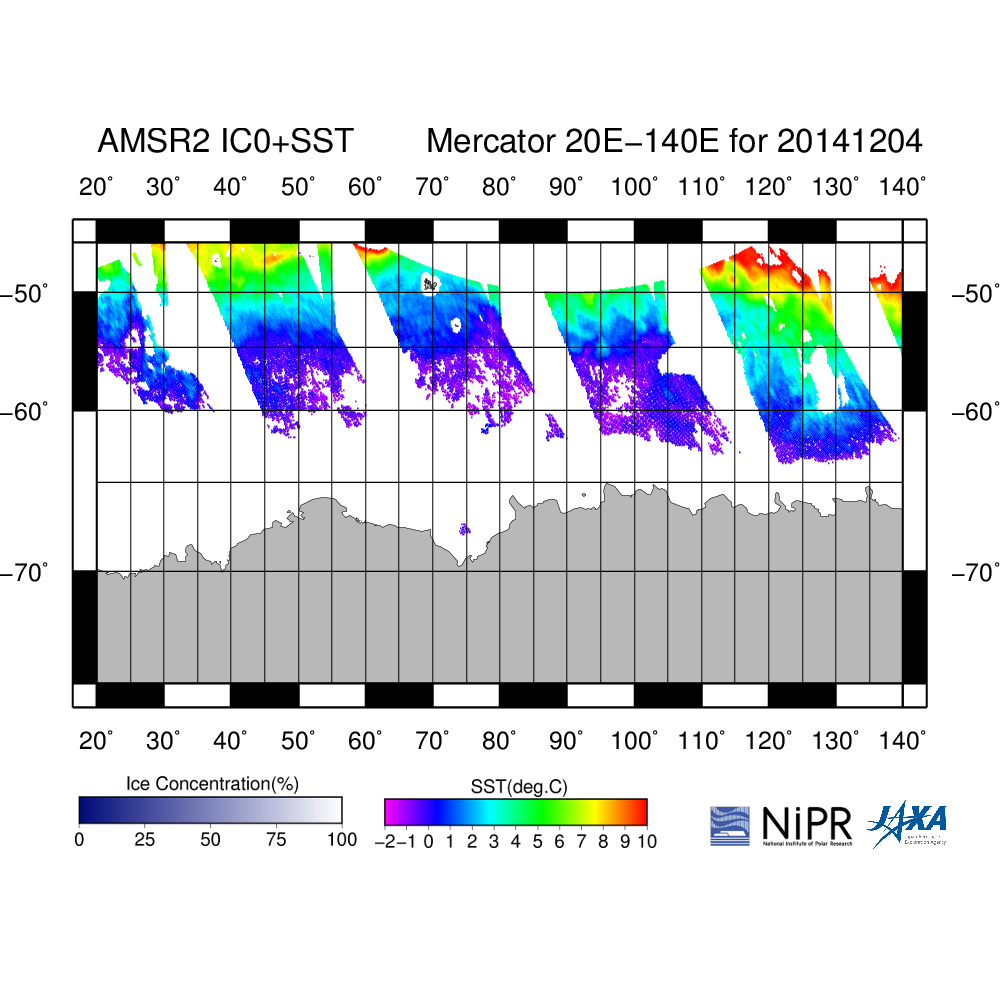 AMSR2 IC0+SST Mercator 20E−140E for 20141204
20° 30° 40° 50° 60° 70° 80° 90° 100° 110° 120° 130° 140°
−50° −50°
−60° −60°
−70° −70°
20° 30° 40° 50° 60° 70° 80° 90° 100° 110° 120° 130° 140°
Ice Concentration(%) SST(deg.C)
0 25 50 75 100 −2 −1 0 1 2 3 4 5 6 7 8 9 10
NiPR
National Institute of Polar Research
JAXA
Exploration Agency